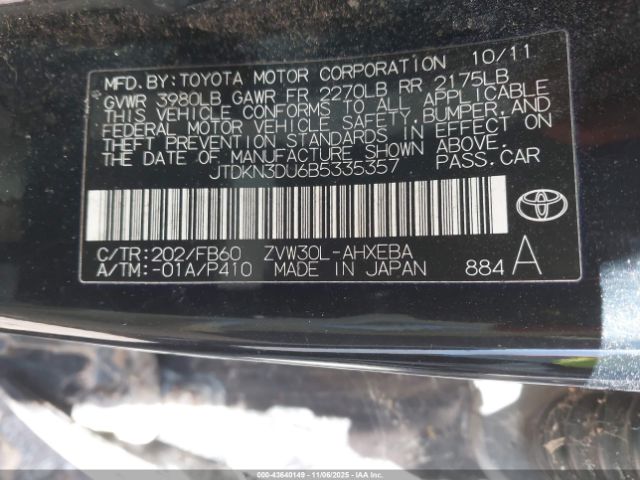 MFD. BY: TOYOTA MOTOR CORPORATION 10/11
GVWR 3980LB GAWR FR 2270LB RR 2175LB
THIS VEHICLE CONFORMS TO ALL APPLICABLE
FEDERAL MOTOR VEHICLE SAFETY, BUMPER, AND
THEFT PREVENTION STANDARDS IN EFFECT ON
THE DATE OF MANUFACTURE SHOWN ABOVE.
JTDKN3DU6B5335357 PASS.CAR
C/TR: 202/FB60 ZVW30L-AHXEBA
A/TM: -01A/P410 MADE IN JAPAN 884 A
000-43640149 - 11/06/2025 - IAAI.COM